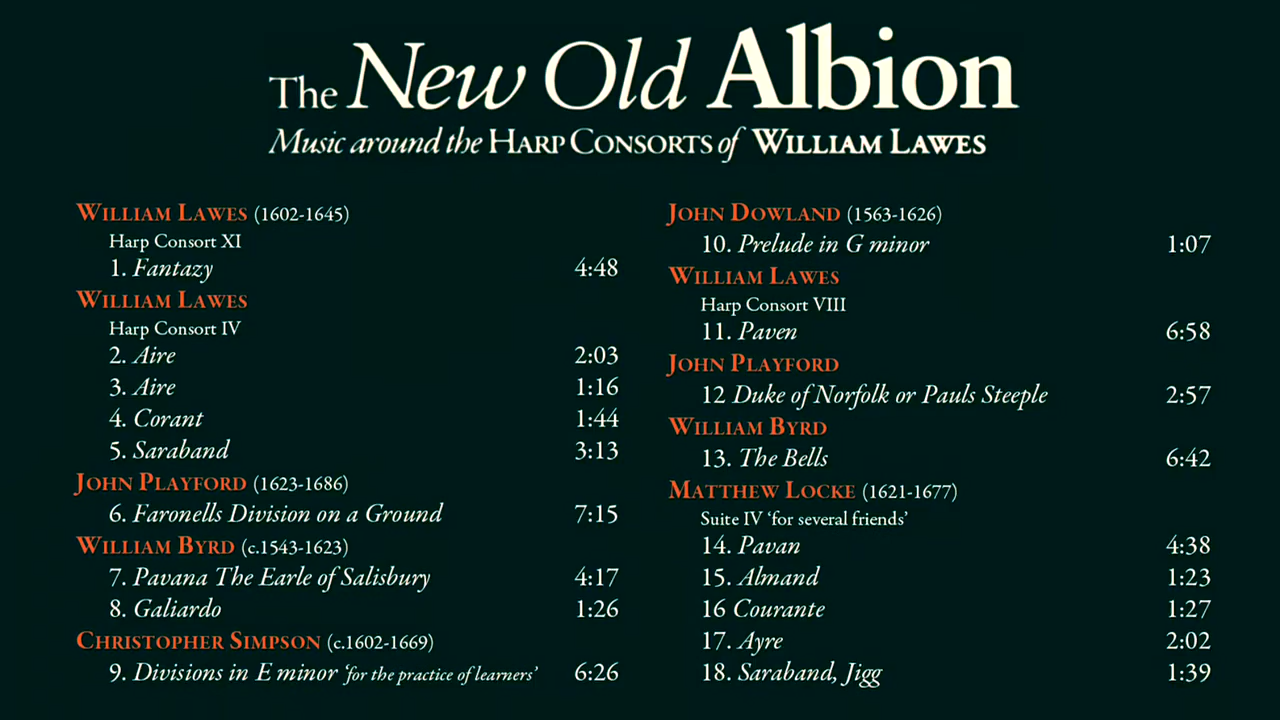 The New Old Albion
Music around the Harp Consorts of William Lawes
William Lawes (1602-1645)
Harp Consort XI
1. Fantazy 4:48
William Lawes
Harp Consort IV
2. Aire 2:03
3. Aire 1:16
4. Corant 1:44
5. Saraband 3:13
John Playford (1623-1686)
6. Faronells Division on a Ground 7:15
William Byrd (c.1543-1623)
7. Pavana The Earle of Salisbury 4:17
8. Galiardo 1:26
Christopher Simpson (c.1602-1669)
9. Divisions in E minor ‘for the practice of learners’ 6:26
John Dowland (1563-1626)
10. Prelude in G minor 1:07
William Lawes
Harp Consort VIII
11. Paven 6:58
John Playford
12 Duke of Norfolk or Pauls Steeple 2:57
William Byrd
13. The Bells 6:42
Matthew Locke (1621-1677)
Suite IV ‘for several friends’
14. Pavan 4:38
15. Almand 1:23
16 Courante 1:27
17. Ayre 2:02
18. Saraband, Jigg 1:39